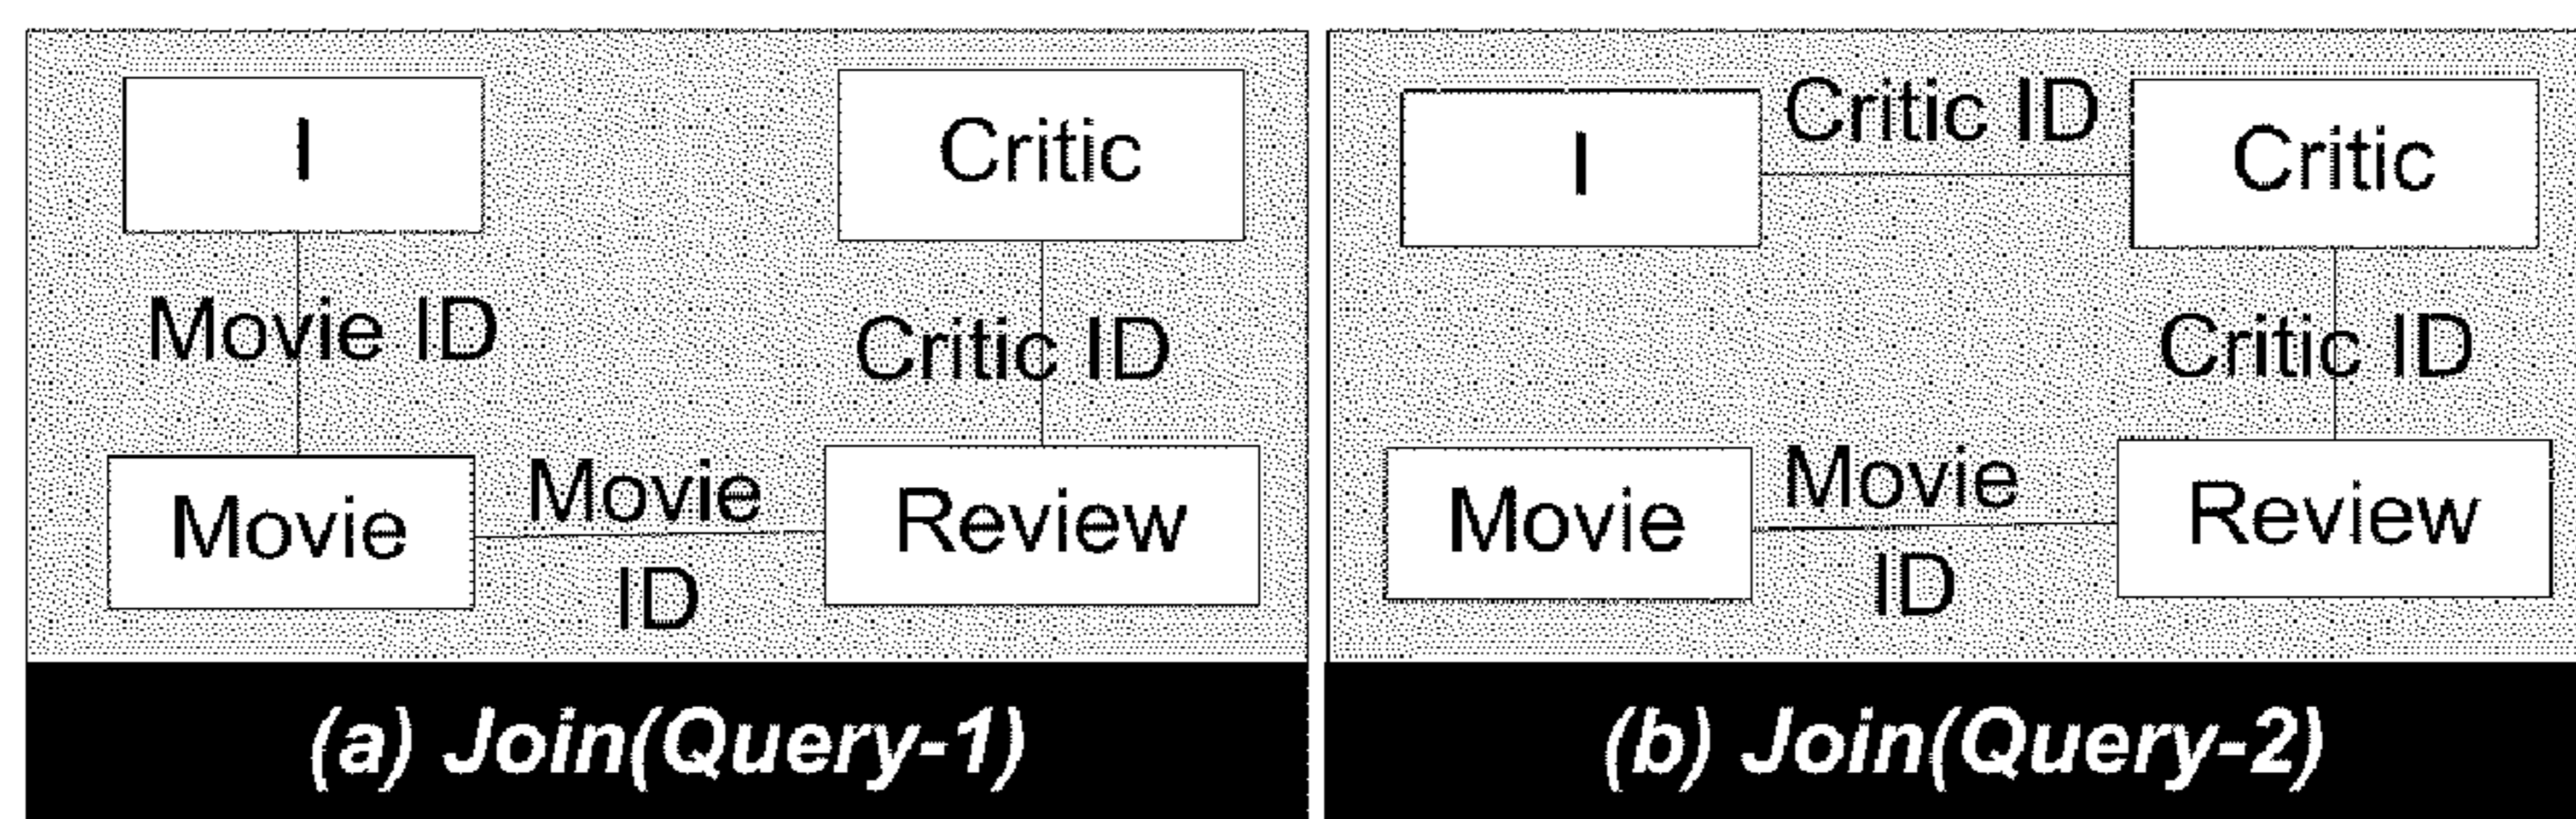 I
Critic
Movie ID
Critic ID
Movie
Movie
ID
Review
(a) Join(Query-1)
I
Critic ID
Critic
Critic ID
Movie
Movie
ID
Review
(b) Join(Query-2)